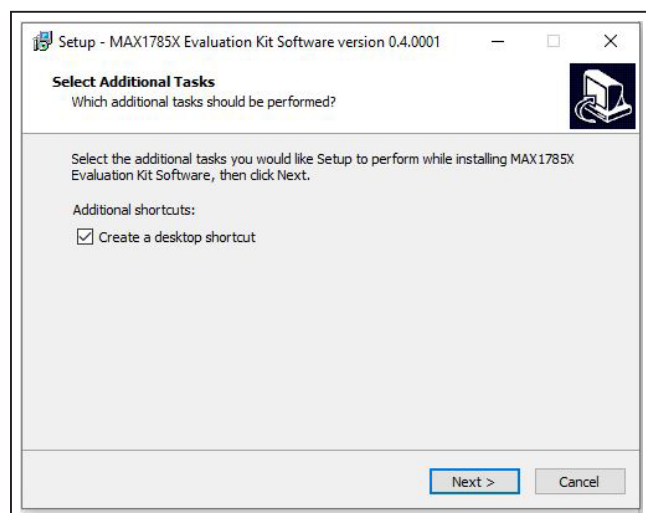 Setup - MAX1785X Evaluation Kit Software version 0.4.0001
Select Additional Tasks
Which additional tasks should be performed?
Select the additional tasks you would like Setup to perform while installing MAX1785X
Evaluation Kit Software, then click Next.
Additional shortcuts:
Create a desktop shortcut
Next >
Cancel